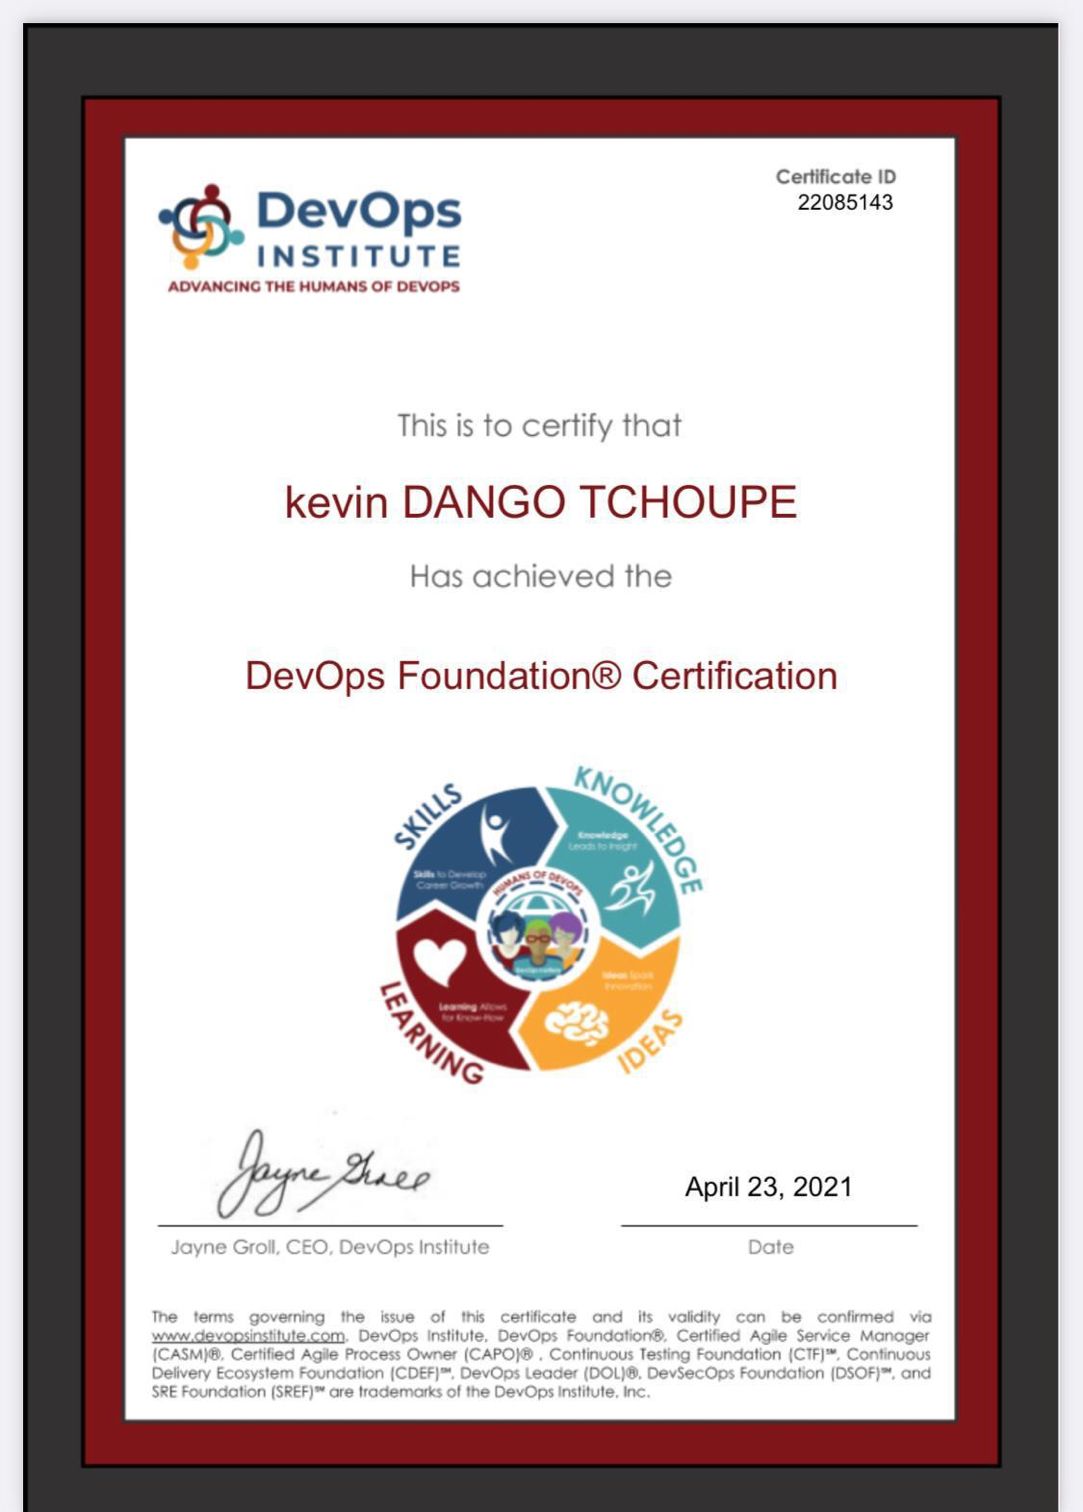 DevOps
INSTITUTE
ADVANCING THE HUMANS OF DEVOPS
Certificate ID
22085143
This is to certify that
kevin DANGO TCHOUPE
Has achieved the
DevOps Foundation® Certification
SKILLS
KNOWLEDGE
Knowledge
Leads to Insight
Skills to Develop
Career Growth
HUMANS OF DEVOPS
Ideas Spark
Innovation
Learning Allows
for Know-How
LEARNING
IDEAS
Jayne Groll
April 23, 2021
Jayne Groll, CEO, DevOps Institute
Date
The terms governing the issue of this certificate and its validity can be confirmed via
www.devopsinstitute.com. DevOps Institute, DevOps Foundation®, Certified Agile Service Manager
(CASM)®, Certified Agile Process Owner (CAPO)® , Continuous Testing Foundation (CTF)℠, Continuous
Delivery Ecosystem Foundation (CDEF)℠, DevOps Leader (DOL)®, DevSecOps Foundation (DSOF)℠, and
SRE Foundation (SREF)℠ are trademarks of the DevOps Institute, Inc.